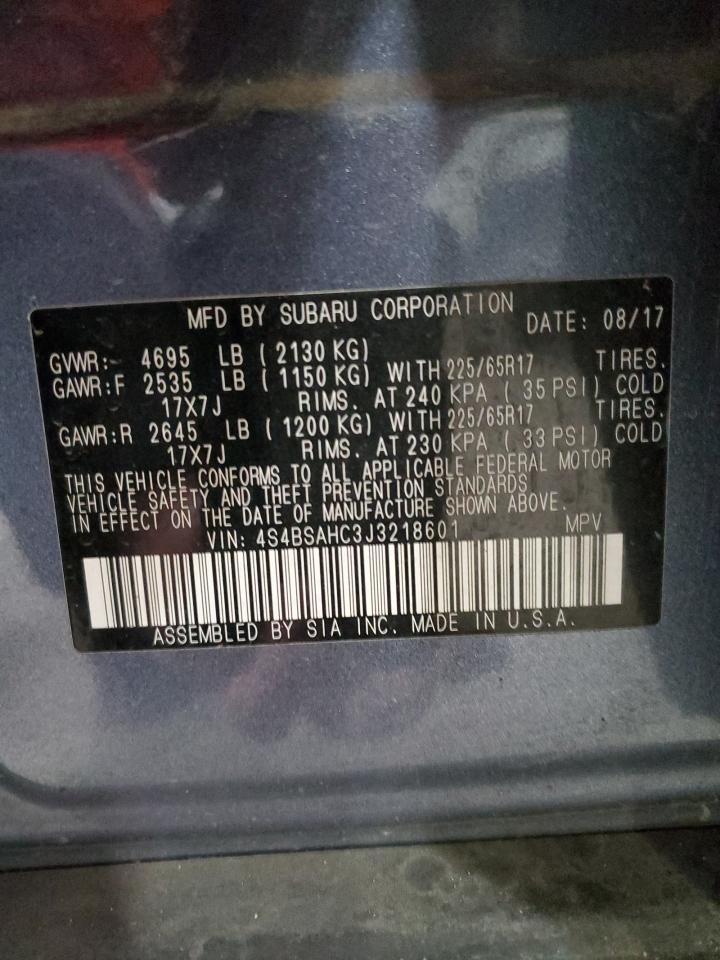 MFD BY SUBARU CORPORATION DATE: 08/17
GVWR: 4695 LB ( 2130 KG)
GAWR:F 2535 LB ( 1150 KG) WITH 225/65R17 TIRES.
17X7J RIMS. AT 240 KPA ( 35 PSI) COLD
GAWR:R 2645 LB ( 1200 KG) WITH 225/65R17 TIRES.
17X7J RIMS. AT 230 KPA ( 33 PSI) COLD
THIS VEHICLE CONFORMS TO ALL APPLICABLE FEDERAL MOTOR
VEHICLE SAFETY AND THEFT PREVENTION STANDARDS
IN EFFECT ON THE DATE OF MANUFACTURE SHOWN ABOVE.
VIN: 4S4BSAHC3J3218601 MPV
ASSEMBLED BY SIA INC. MADE IN U.S.A.